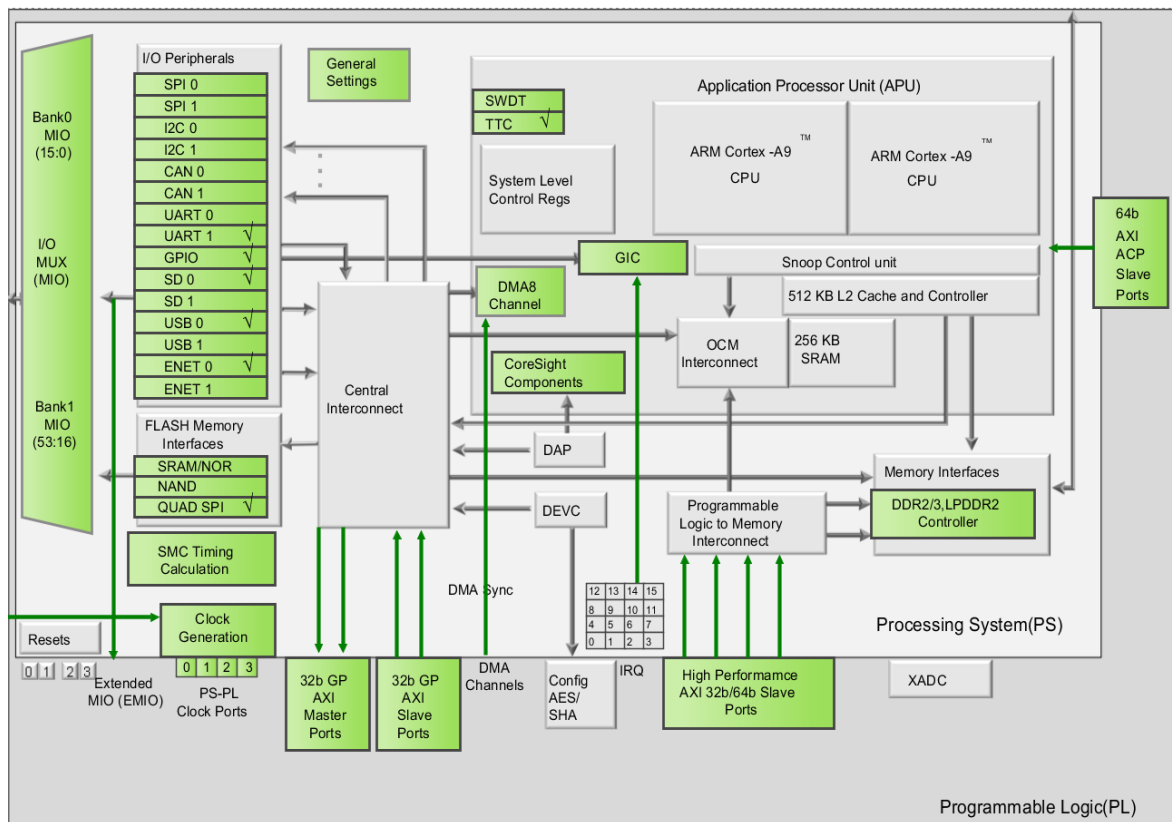 I/O Peripherals
SPI 0
SPI 1
I2C 0
I2C 1
CAN 0
CAN 1
UART 0
UART 1 √
GPIO √
SD 0 √
SD 1
USB 0 √
USB 1
ENET 0 √
ENET 1
Bank0
MIO
(15:0)
I/O
MUX
(MIO)
Bank1
MIO
(53:16)
FLASH Memory
Interfaces
SRAM/NOR
NAND
QUAD SPI √
SMC Timing
Calculation
General
Settings
Application Processor Unit (APU)
SWDT
TTC √
System Level
Control Regs
ARM Cortex -A9 ™
CPU
ARM Cortex -A9 ™
CPU
64b
AXI
ACP
Slave
Ports
GIC
Snoop Control unit
512 KB L2 Cache and Controller
DMA8
Channel
OCM
Interconnect
256 KB
SRAM
CoreSight
Components
Central
Interconnect
DAP
DEVC
Memory Interfaces
DDR2/3,LPDDR2
Controller
Programmable
Logic to Memory
Interconnect
DMA Sync
12 13 14 15
8 9 10 11
4 5 6 7
0 1 2 3
Processing System(PS)
Resets
0 1 2 3
Clock
Generation
0 1 2 3
Extended
MIO (EMIO)
PS-PL
Clock Ports
32b GP
AXI
Master
Ports
32b GP
AXI
Slave
Ports
DMA
Channels
Config
AES/
SHA
IRQ
High Performamce
AXI 32b/64b Slave
Ports
XADC
Programmable Logic(PL)